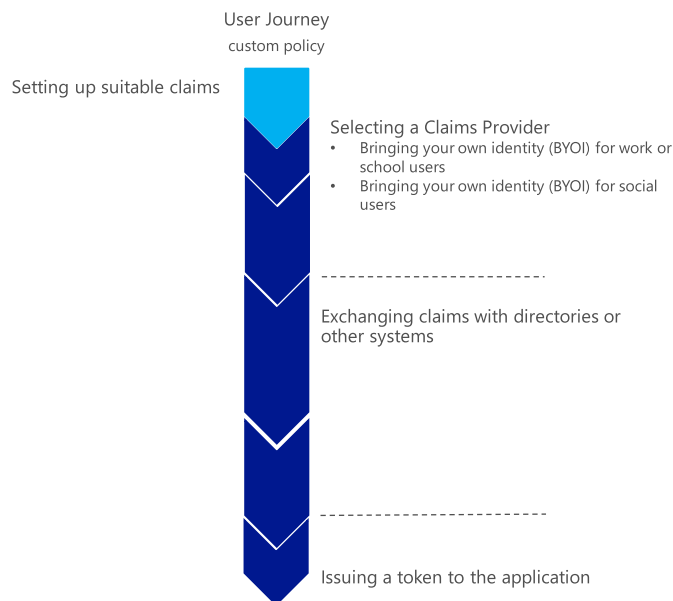 User Journey
custom policy
Setting up suitable claims
Selecting a Claims Provider
• Bringing your own identity (BYOI) for work or
school users
• Bringing your own identity (BYOI) for social
users
Exchanging claims with directories or
other systems
Issuing a token to the application